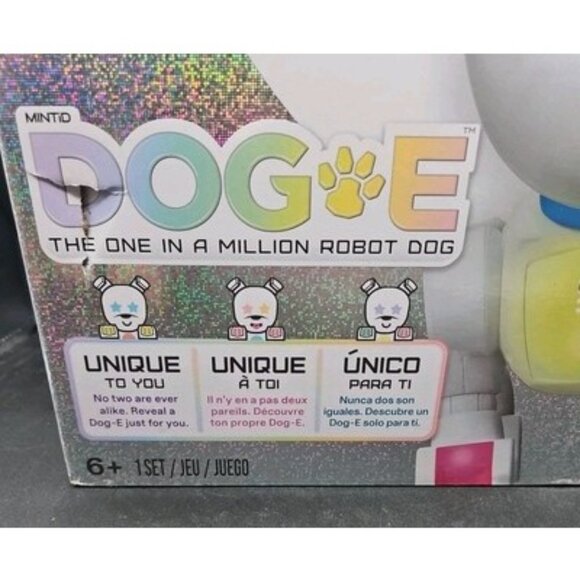 MINTiD
DOG-E™
THE ONE IN A MILLION ROBOT DOG
UNIQUE
TO YOU
No two are ever
alike. Reveal a
Dog-E just for you.
UNIQUE
À TOI
Il n'y en a pas deux
pareils. Découvre
ton propre Dog-E.
ÚNICO
PARA TI
Nunca dos son
iguales. Descubre un
Dog-E solo para ti.
6+ 1 SET / JEU / JUEGO